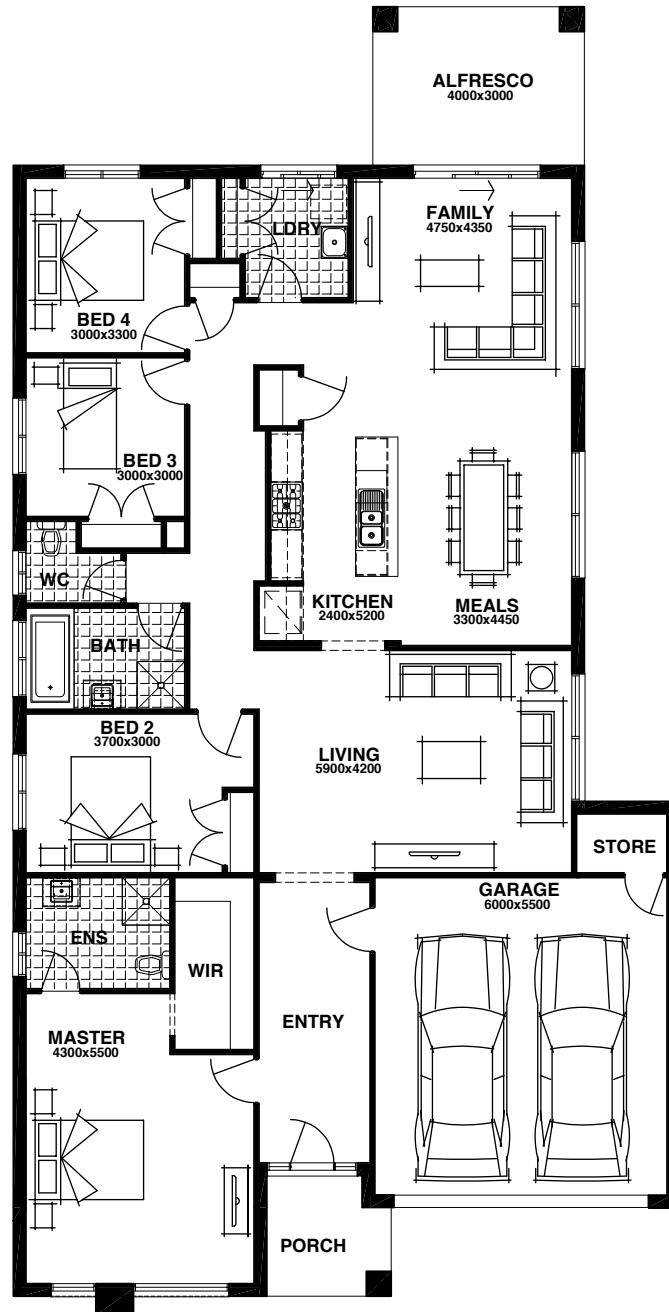 ALFRESCO
4000x3000
LDRY
FAMILY
4750x4350
BED 4
3000x3300
BED 3
3000x3000
WC
KITCHEN
2400x5200
MEALS
3300x4450
BATH
BED 2
3700x3000
LIVING
5900x4200
STORE
GARAGE
6000x5500
ENS
WIR
ENTRY
MASTER
4300x5500
PORCH